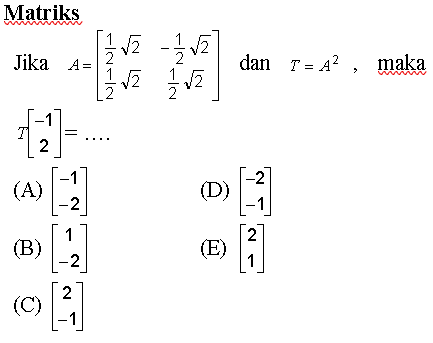 Matriks
Jika A = [½√2 −½√2; ½√2 ½√2] dan T = A² , maka
T[−1; 2] = ....
(A) [−1; −2] (D) [−2; −1]
(B) [1; −2] (E) [2; 1]
(C) [2; −1]